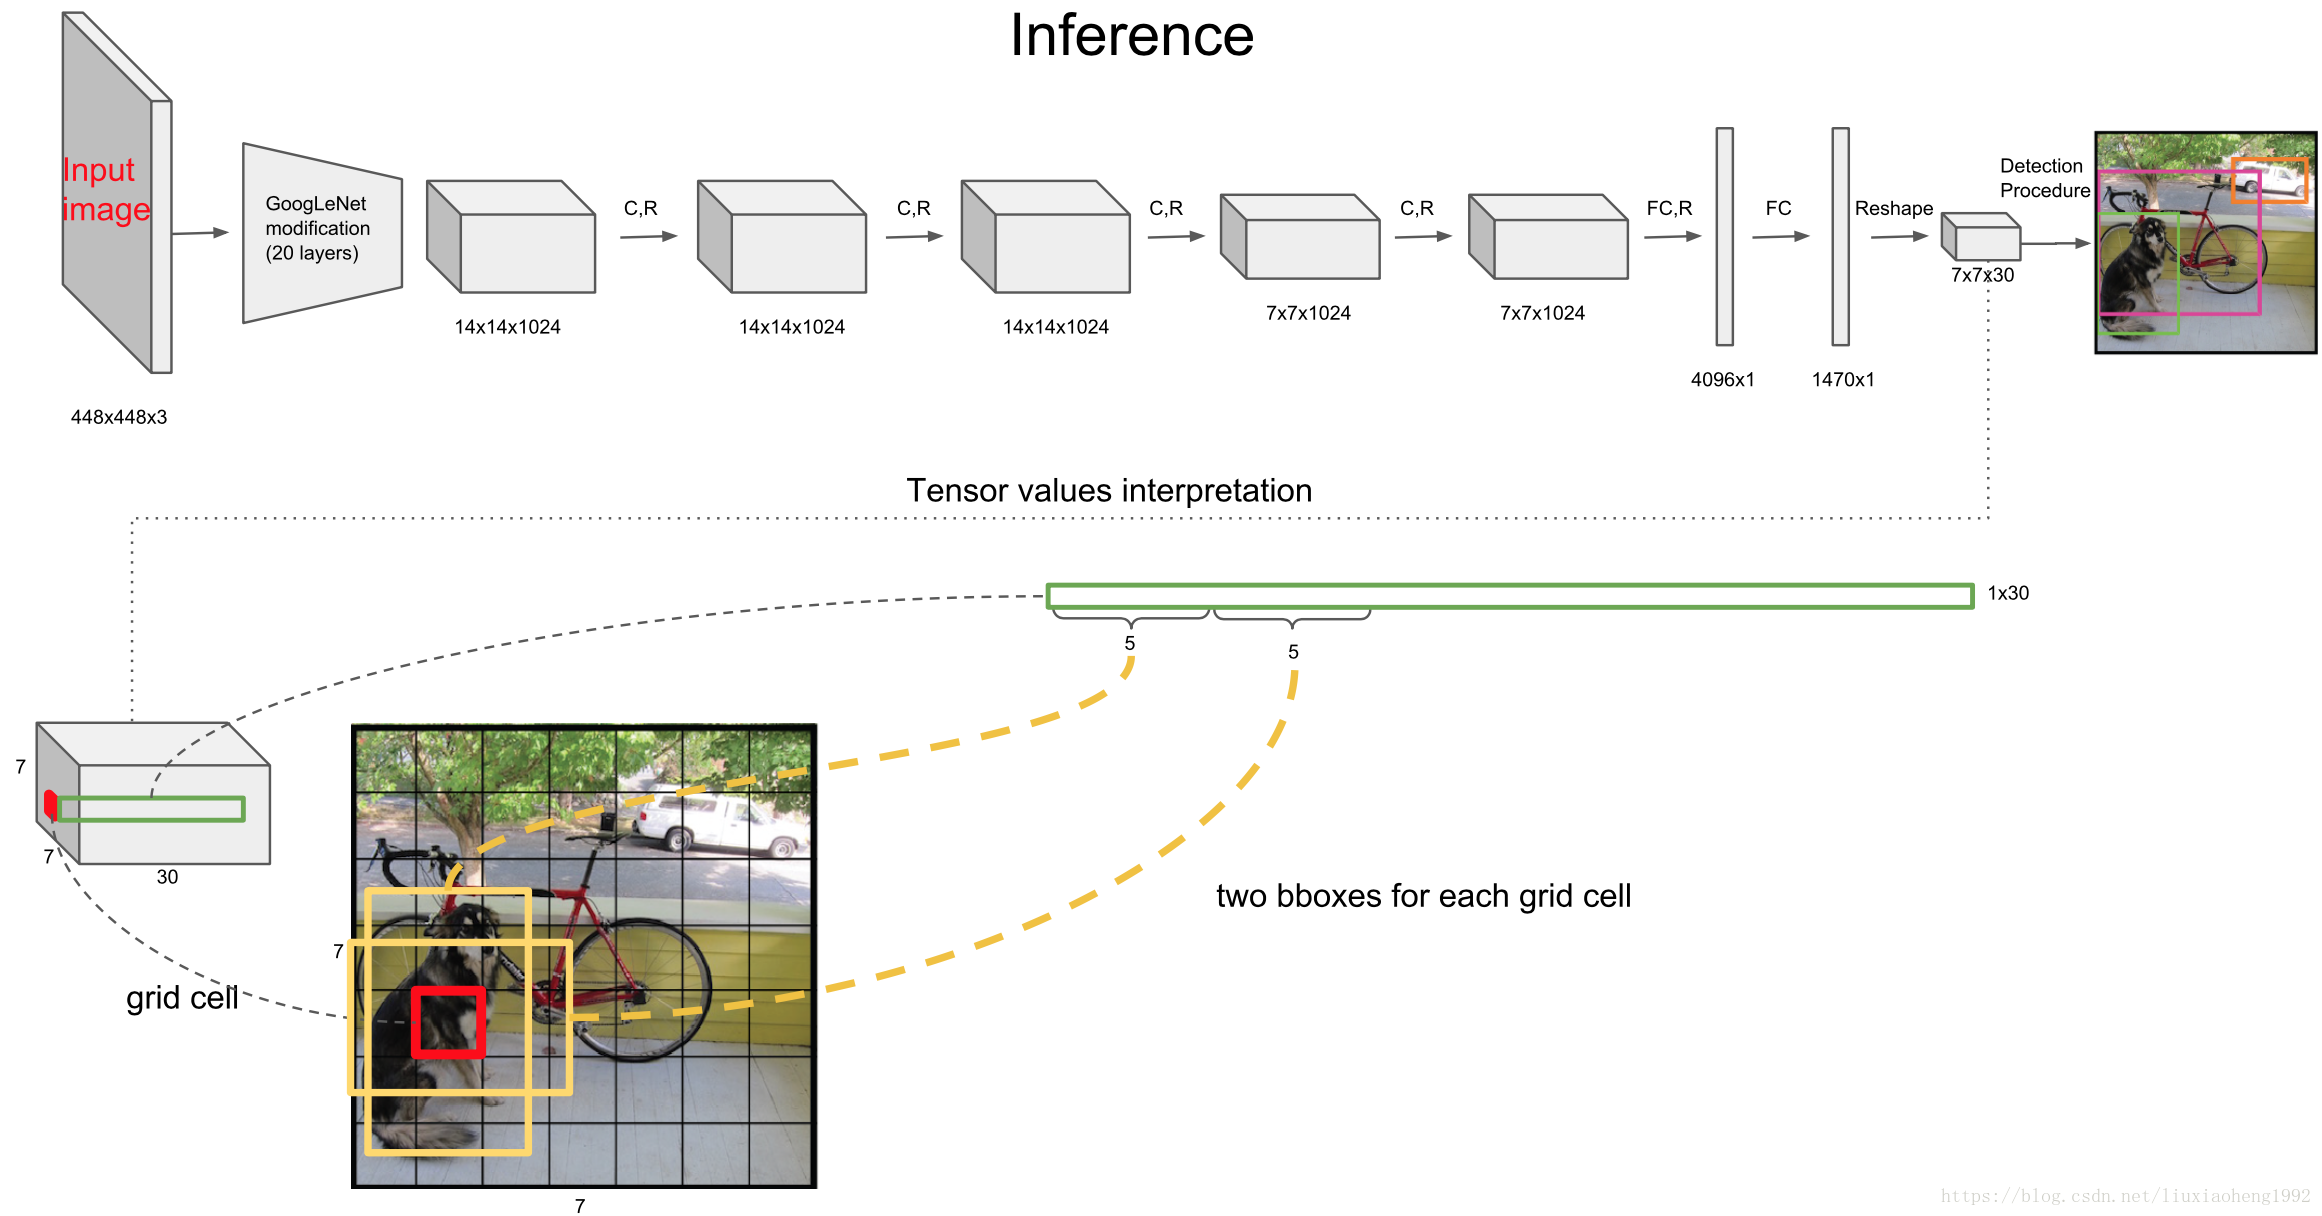 Inference
Input
image
448x448x3
GoogLeNet
modification
(20 layers)
14x14x1024
C,R
14x14x1024
C,R
14x14x1024
C,R
7x7x1024
C,R
7x7x1024
FC,R
4096x1
FC
1470x1
Reshape
7x7x30
Detection
Procedure
Tensor values interpretation
1x30
5
5
7
7
30
grid cell
7
7
two bboxes for each grid cell
https://blog.csdn.net/liuxiaoheng1992